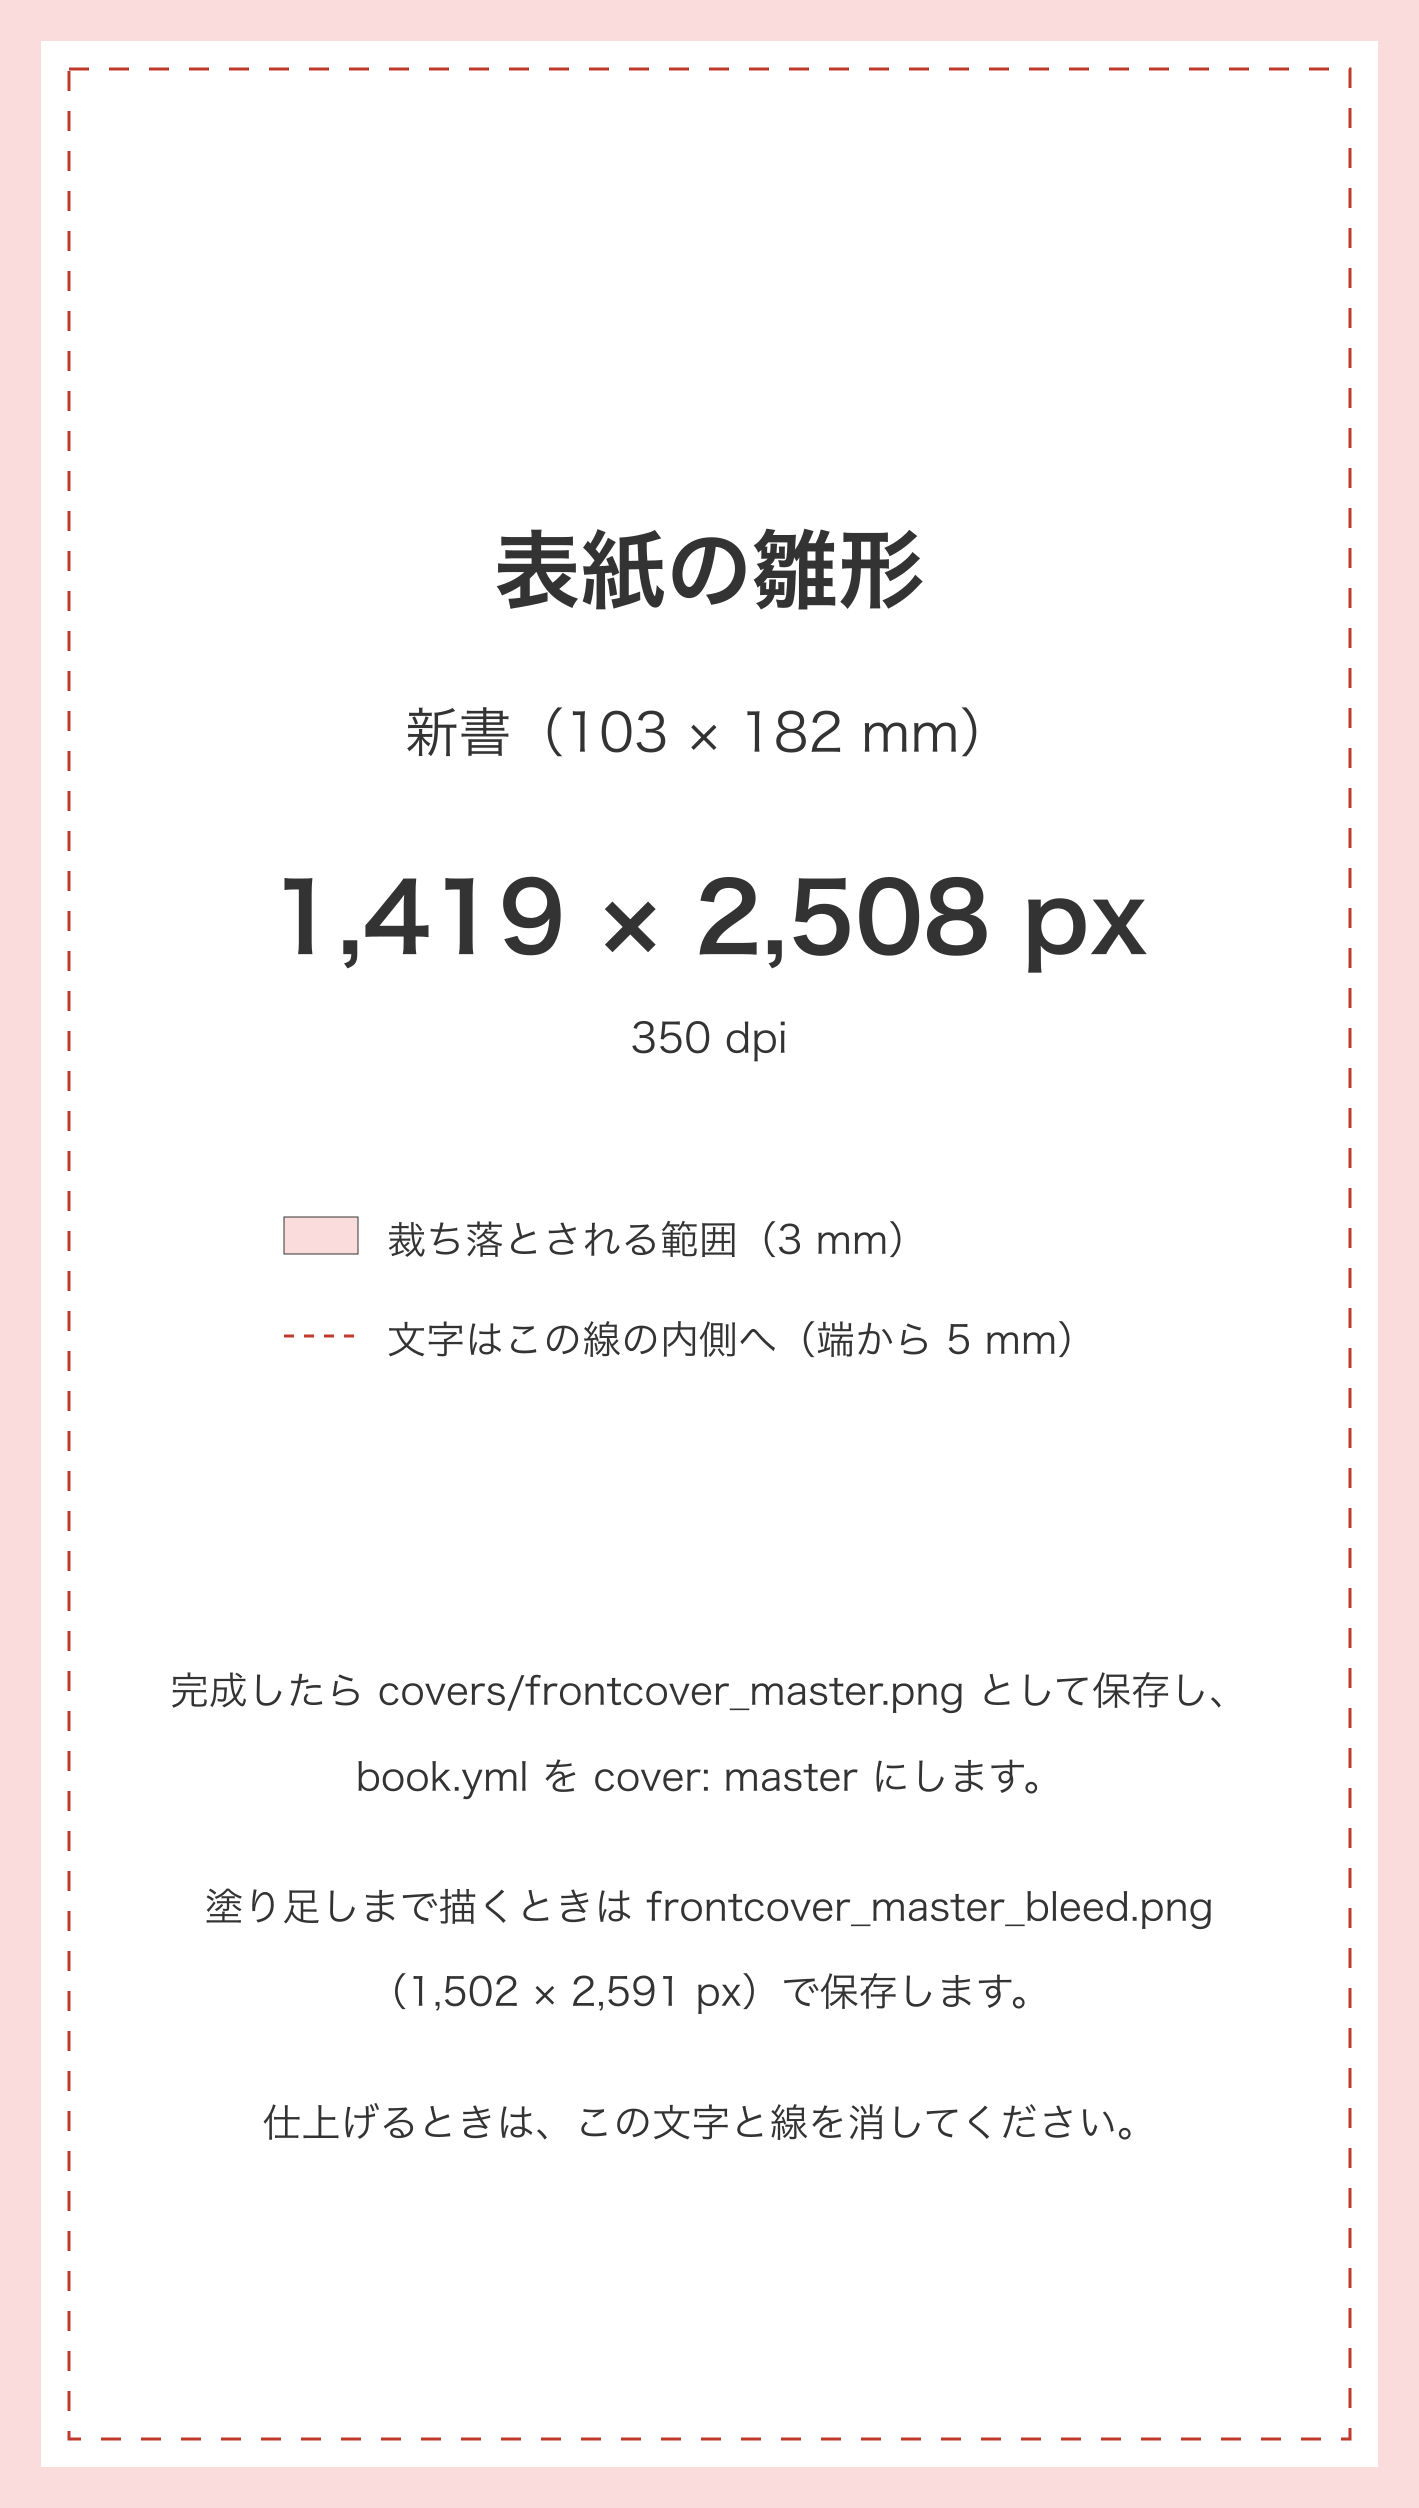 表紙の雛形
新書（103 × 182 mm）
1,419 × 2,508 px
350 dpi
裁ち落とされる範囲（3 mm）
文字はこの線の内側へ（端から 5 mm）
完成したら covers/frontcover_master.png として保存し、
book.yml を cover: master にします。
塗り足しまで描くときは frontcover_master_bleed.png
（1,502 × 2,591 px）で保存します。
仕上げるときは、この文字と線を消してください。